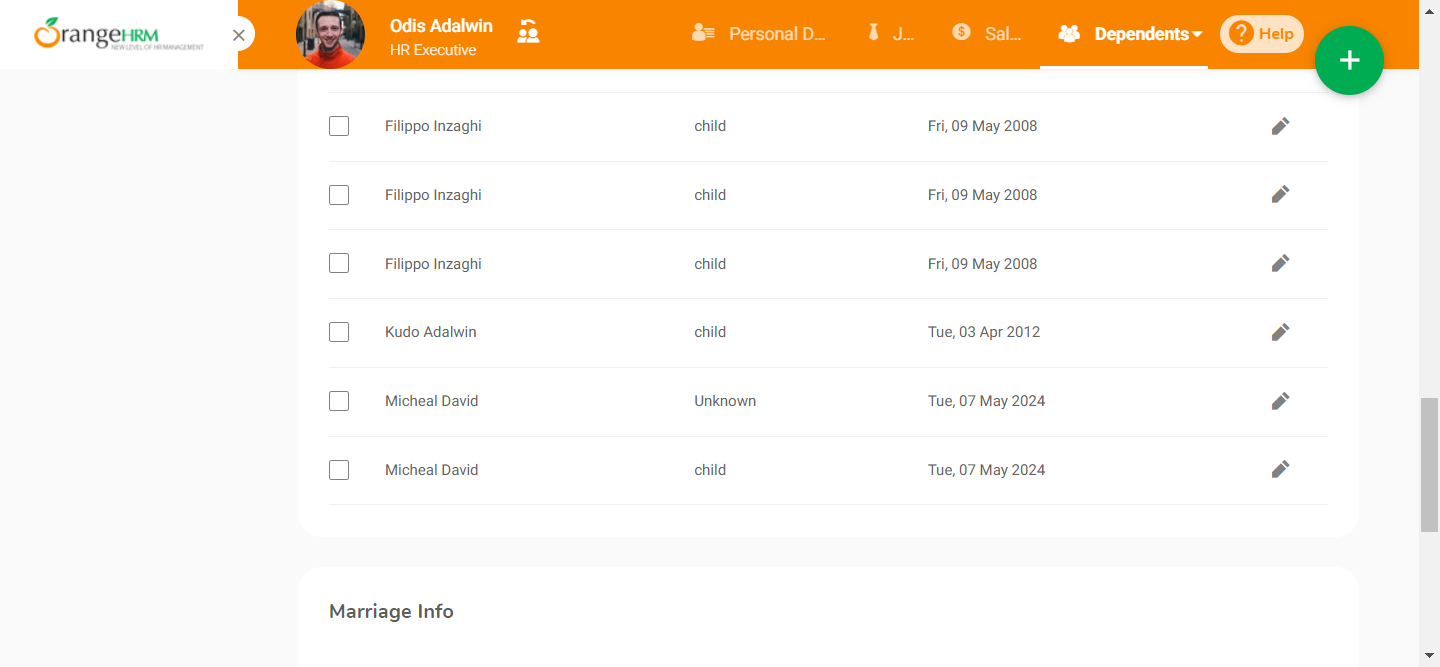 OrangeHRM
NEW LEVEL OF HR MANAGEMENT
Odis Adalwin
HR Executive
Personal D...
J...
Sal...
Dependents
Help
Filippo Inzaghi child Fri, 09 May 2008
Filippo Inzaghi child Fri, 09 May 2008
Filippo Inzaghi child Fri, 09 May 2008
Kudo Adalwin child Tue, 03 Apr 2012
Micheal David Unknown Tue, 07 May 2024
Micheal David child Tue, 07 May 2024
Marriage Info